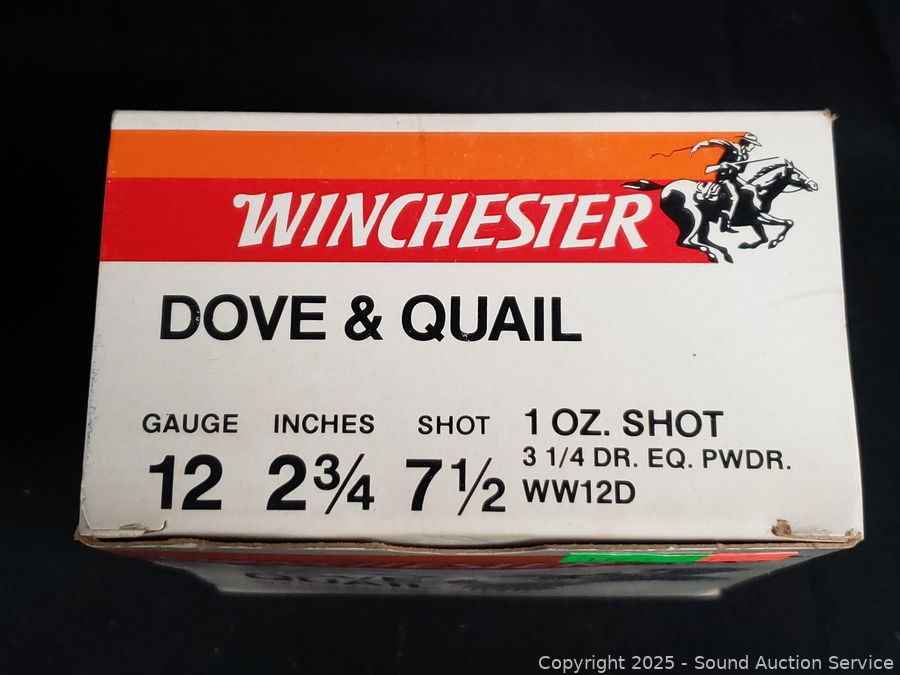 WINCHESTER
DOVE & QUAIL
GAUGE INCHES SHOT 1 OZ. SHOT
12 2¾ 7½ 3 1/4 DR. EQ. PWDR.
WW12D
Copyright 2025 - Sound Auction Service